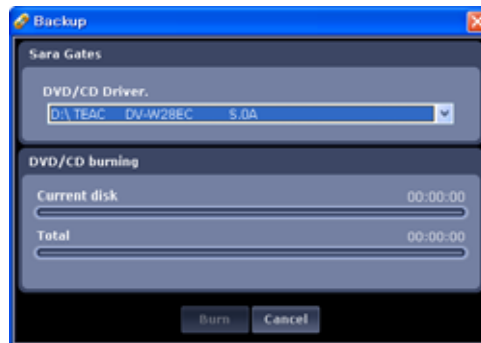 Backup
Sara Gates
DVD/CD Driver.
D:\ TEAC DV-W28EC S.0A
DVD/CD burning
Current disk 00:00:00
Total 00:00:00
Burn Cancel